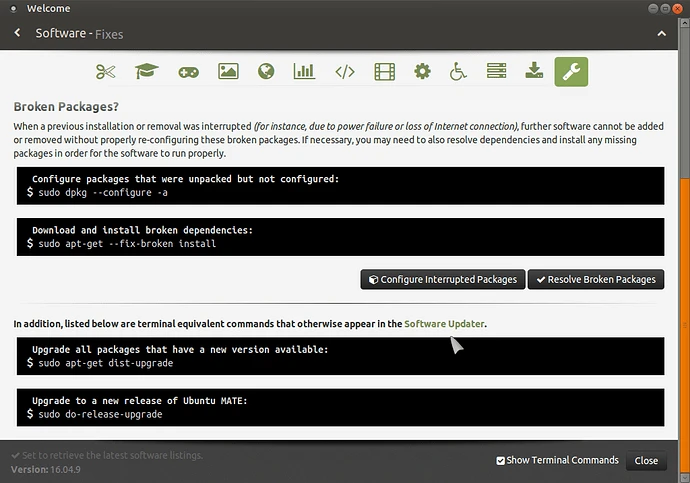 Welcome
Software - Fixes
Broken Packages?
When a previous installation or removal was interrupted (for instance, due to power failure or loss of Internet connection), further software cannot be added
or removed without properly re-configuring these broken packages. If necessary, you may need to also resolve dependencies and install any missing
packages in order for the software to run properly.
Configure packages that were unpacked but not configured:
$ sudo dpkg --configure -a
Download and install broken dependencies:
$ sudo apt-get --fix-broken install
Configure Interrupted Packages
Resolve Broken Packages
In addition, listed below are terminal equivalent commands that otherwise appear in the Software Updater.
Upgrade all packages that have a new version available:
$ sudo apt-get dist-upgrade
Upgrade to a new release of Ubuntu MATE:
$ sudo do-release-upgrade
Set to retrieve the latest software listings.
Version: 16.04.9
Show Terminal Commands
Close